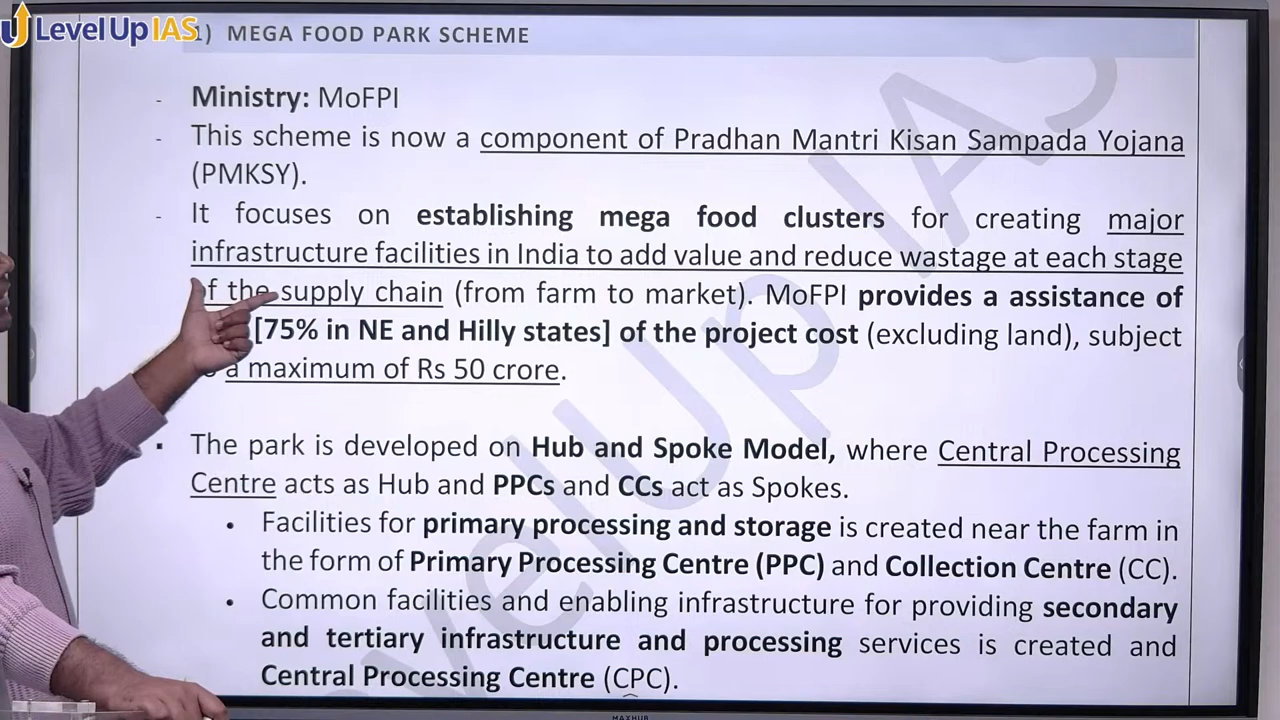 Level Up IAS
1) MEGA FOOD PARK SCHEME
- Ministry: MoFPI
- This scheme is now a component of Pradhan Mantri Kisan Sampada Yojana
(PMKSY).
- It focuses on establishing mega food clusters for creating major
infrastructure facilities in India to add value and reduce wastage at each stage
of the supply chain (from farm to market). MoFPI provides a assistance of
[75% in NE and Hilly states] of the project cost (excluding land), subject
a maximum of Rs 50 crore.
▪ The park is developed on Hub and Spoke Model, where Central Processing
Centre acts as Hub and PPCs and CCs act as Spokes.
• Facilities for primary processing and storage is created near the farm in
the form of Primary Processing Centre (PPC) and Collection Centre (CC).
• Common facilities and enabling infrastructure for providing secondary
and tertiary infrastructure and processing services is created and
Central Processing Centre (CPC).
MAXHUB